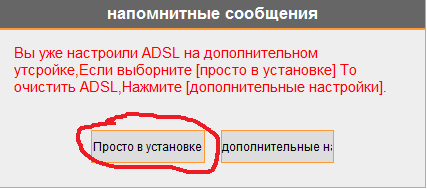 напомнитные сообщения
Вы уже настроили ADSL на дополнительном
утсройке,Если выборните [просто в установке] То
очистить ADSL,Нажмите [дополнительные настройки].
Просто в установке
дополнительные на